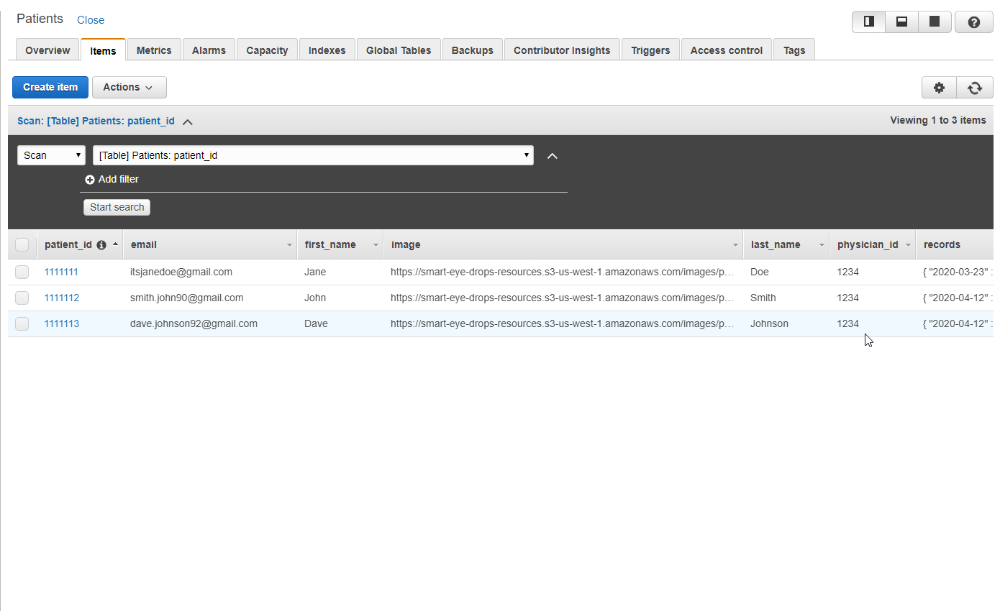 Patients Close
Overview Items Metrics Alarms Capacity Indexes Global Tables Backups Contributor Insights Triggers Access control Tags
Create item Actions
Scan: [Table] Patients: patient_id Viewing 1 to 3 items
Scan [Table] Patients: patient_id
Add filter
Start search
patient_id email first_name image last_name physician_id records
1111111 itsjanedoe@gmail.com Jane https://smart-eye-drops-resources.s3-us-west-1.amazonaws.com/images/p… Doe 1234 { "2020-03-23" :
1111112 smith.john90@gmail.com John https://smart-eye-drops-resources.s3-us-west-1.amazonaws.com/images/p… Smith 1234 { "2020-04-12" :
1111113 dave.johnson92@gmail.com Dave https://smart-eye-drops-resources.s3-us-west-1.amazonaws.com/images/p… Johnson 1234 { "2020-04-12" :